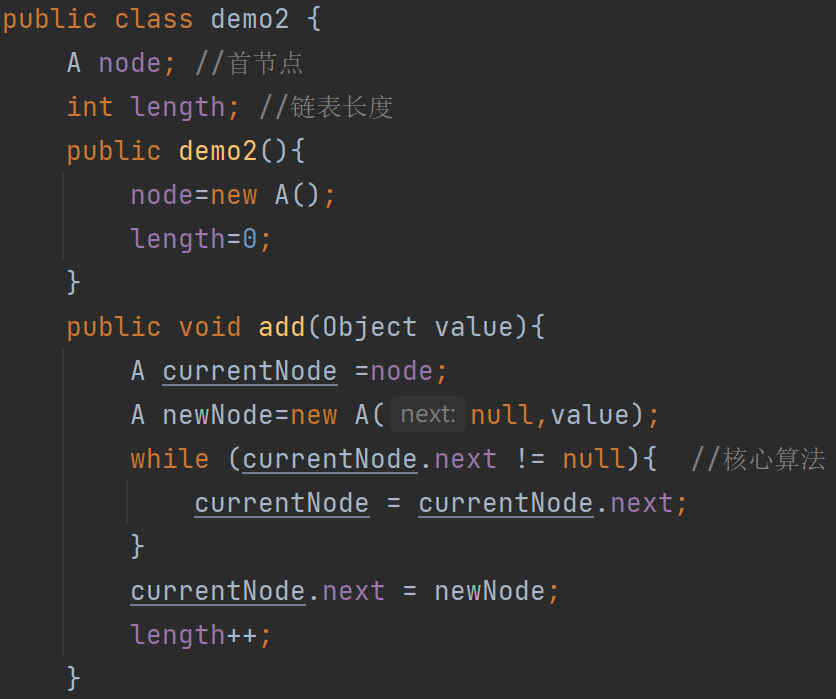 public class demo2 {
A node; //首节点
int length; //链表长度
public demo2(){
node=new A();
length=0;
}
public void add(Object value){
A currentNode =node;
A newNode=new A( next: null,value);
while (currentNode.next != null){ //核心算法
currentNode = currentNode.next;
}
currentNode.next = newNode;
length++;
}